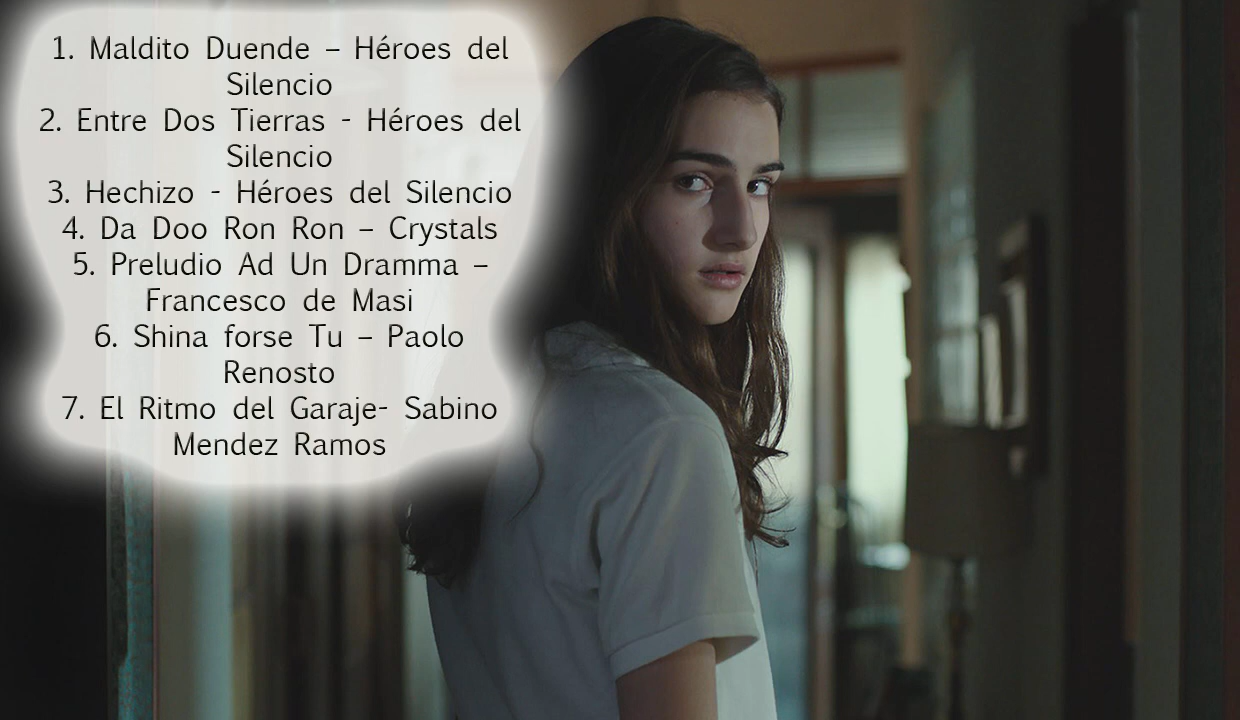 1. Maldito Duende – Héroes del
Silencio
2. Entre Dos Tierras - Héroes del
Silencio
3. Hechizo - Héroes del Silencio
4. Da Doo Ron Ron – Crystals
5. Preludio Ad Un Dramma –
Francesco de Masi
6. Shina forse Tu – Paolo
Renosto
7. El Ritmo del Garaje- Sabino
Mendez Ramos